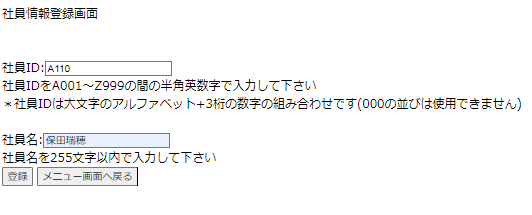 社員情報登録画面
社員ID:A110
社員IDをA001～Z999の間の半角英数字で入力して下さい
＊社員IDは大文字のアルファベット+3桁の数字の組み合わせです(000の並びは使用できません)
社員名:保田瑞穂
社員名を255文字以内で入力して下さい
登録 メニュー画面へ戻る